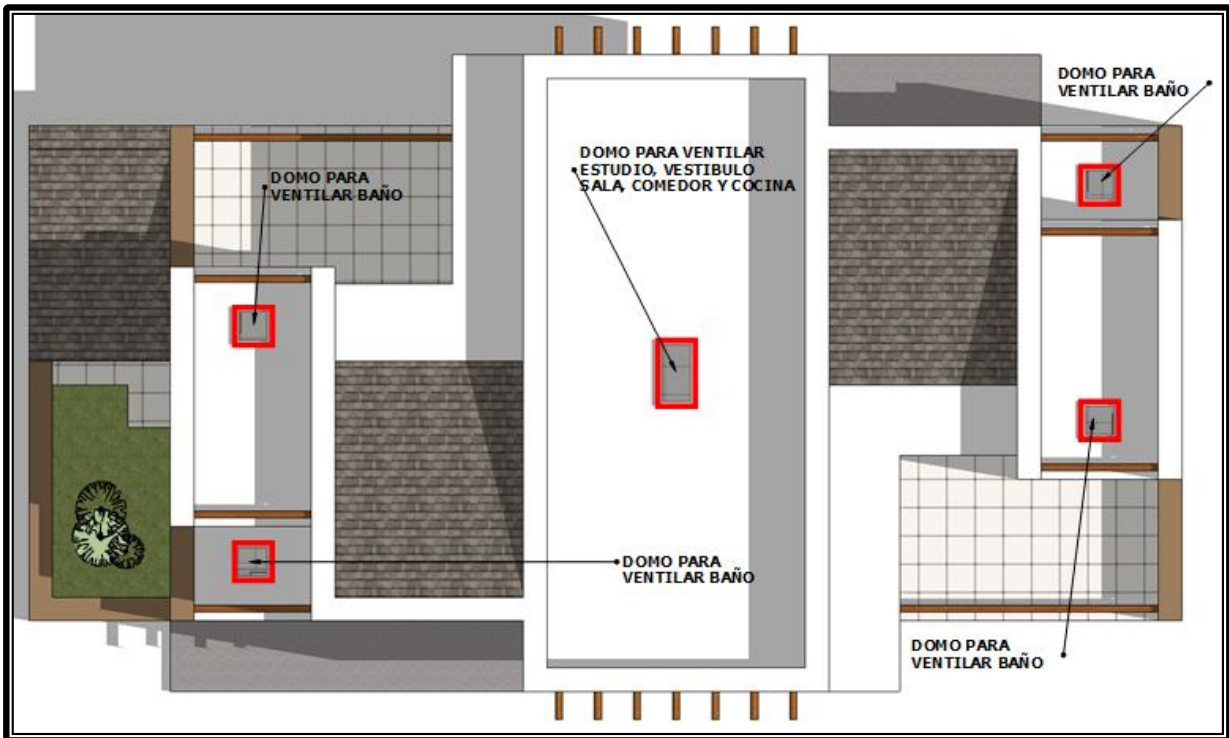 DOMO PARA
VENTILAR BAÑO
DOMO PARA VENTILAR
ESTUDIO, VESTIBULO
SALA, COMEDOR Y COCINA
DOMO PARA
VENTILAR BAÑO
DOMO PARA
VENTILAR BAÑO
DOMO PARA
VENTILAR BAÑO